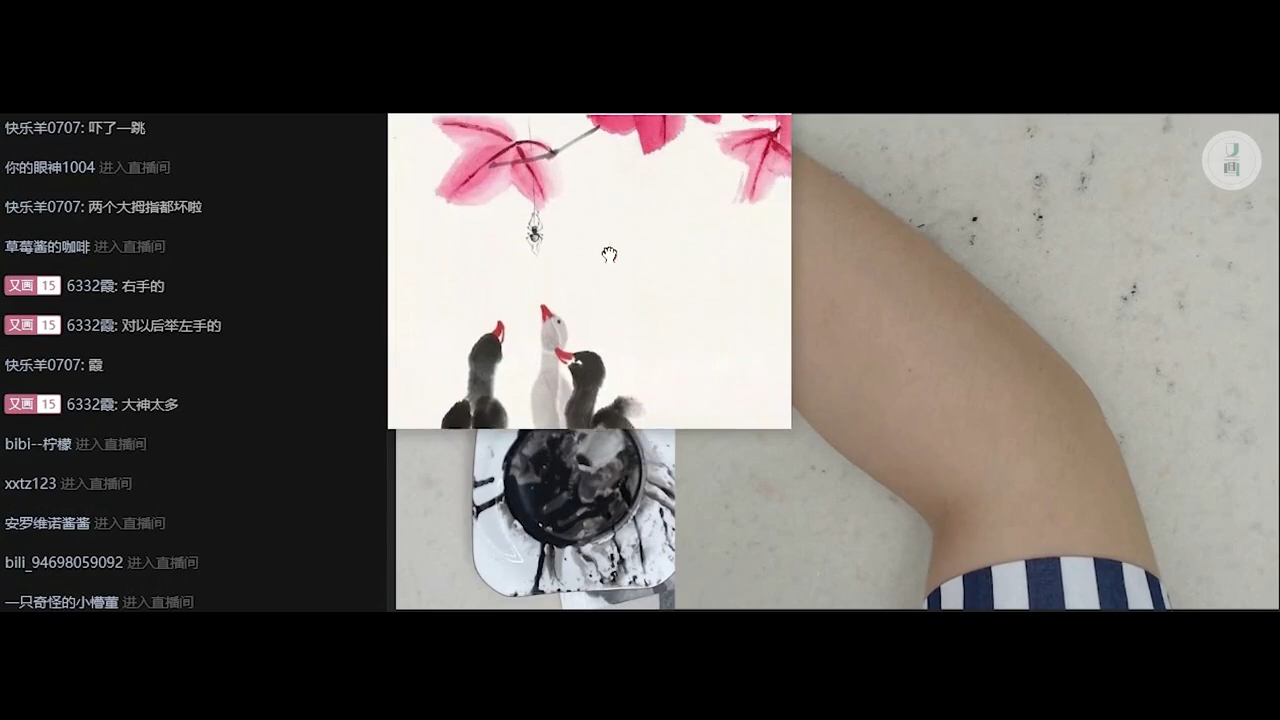 快乐羊0707: 吓了一跳
你的眼神1004 进入直播间
快乐羊0707: 两个大拇指都坏啦
草莓酱的咖啡 进入直播间
又画 15 6332霞: 右手的
又画 15 6332霞: 对以后举左手的
快乐羊0707: 霞
又画 15 6332霞: 大神太多
bibi--柠檬 进入直播间
xxtz123 进入直播间
安罗维诺酱酱 进入直播间
bili_94698059092 进入直播间
一只奇怪的小懵董 进入直播间
又画